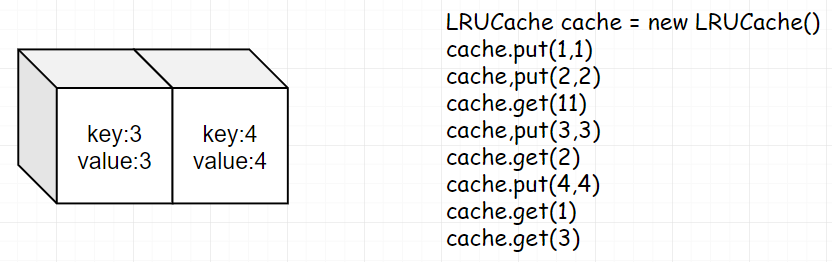 key:3
value:3
key:4
value:4
LRUCache cache = new LRUCache()
cache.put(1,1)
cache,put(2,2)
cache.get(11)
cache,put(3,3)
cache.get(2)
cache.put(4,4)
cache.get(1)
cache.get(3)